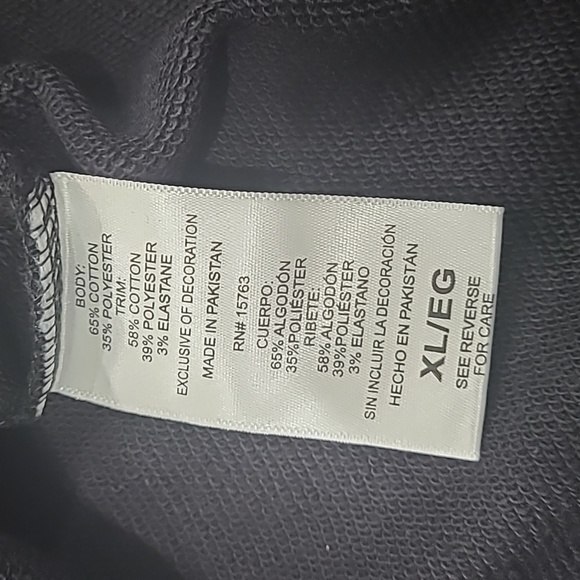 BODY:
65% COTTON
35% POLYESTER
TRIM:
58% COTTON
39% POLYESTER
3% ELASTANE
EXCLUSIVE OF DECORATION
MADE IN PAKISTAN
RN# 15763
CUERPO:
65% ALGODÓN
35%POLIÉSTER
RIBETE:
58% ALGODÓN
39%POLIÉSTER
3% ELASTANO
SIN INCLUIR LA DECORACIÓN
HECHO EN PAKISTÁN
XL/EG
SEE REVERSE
FOR CARE